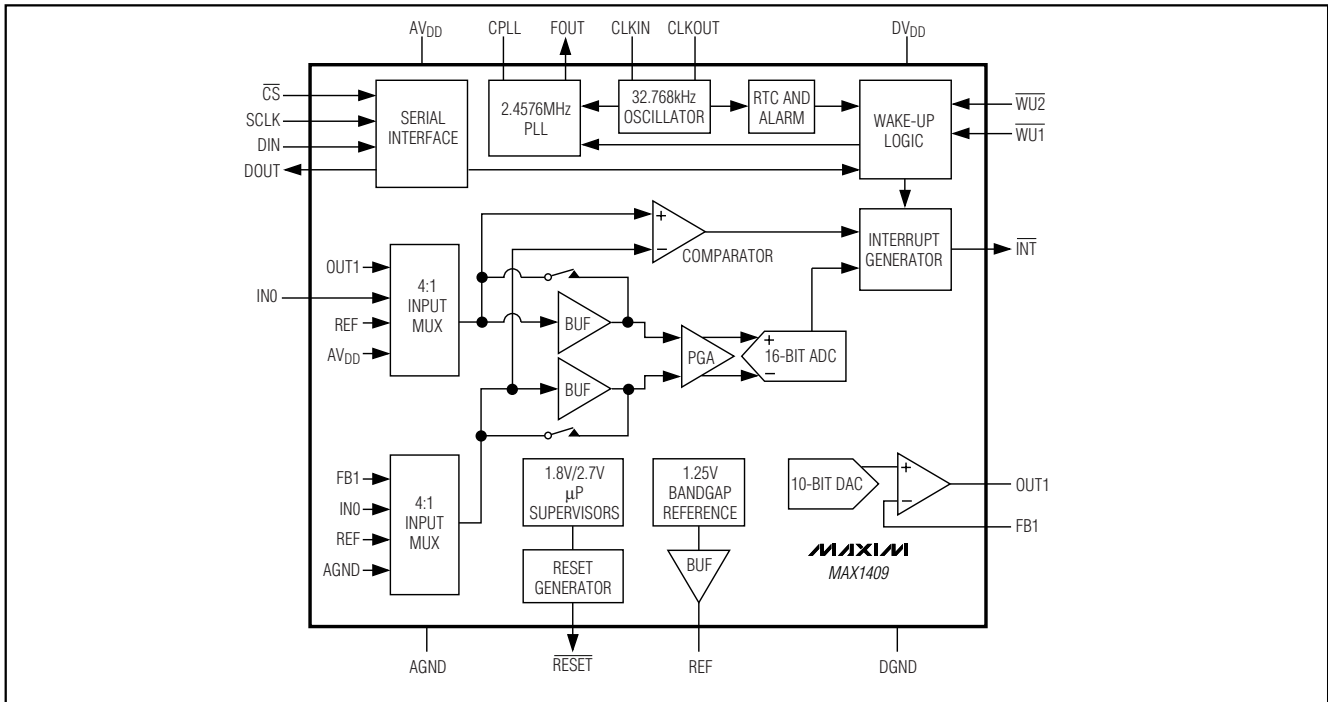 AVDD
CPLL
FOUT
CLKIN
CLKOUT
DVDD
CS
SCLK
DIN
DOUT
SERIAL
INTERFACE
2.4576MHz
PLL
32.768kHz
OSCILLATOR
RTC AND
ALARM
WAKE-UP
LOGIC
WU2
WU1
+
−
COMPARATOR
INTERRUPT
GENERATOR
INT
OUT1
IN0
REF
AVDD
4:1
INPUT
MUX
BUF
BUF
PGA
+
−
16-BIT ADC
FB1
IN0
REF
AGND
4:1
INPUT
MUX
1.8V/2.7V
μP
SUPERVISORS
RESET
GENERATOR
1.25V
BANDGAP
REFERENCE
BUF
10-BIT DAC
+
−
OUT1
FB1
MAXIM
MAX1409
AGND
RESET
REF
DGND